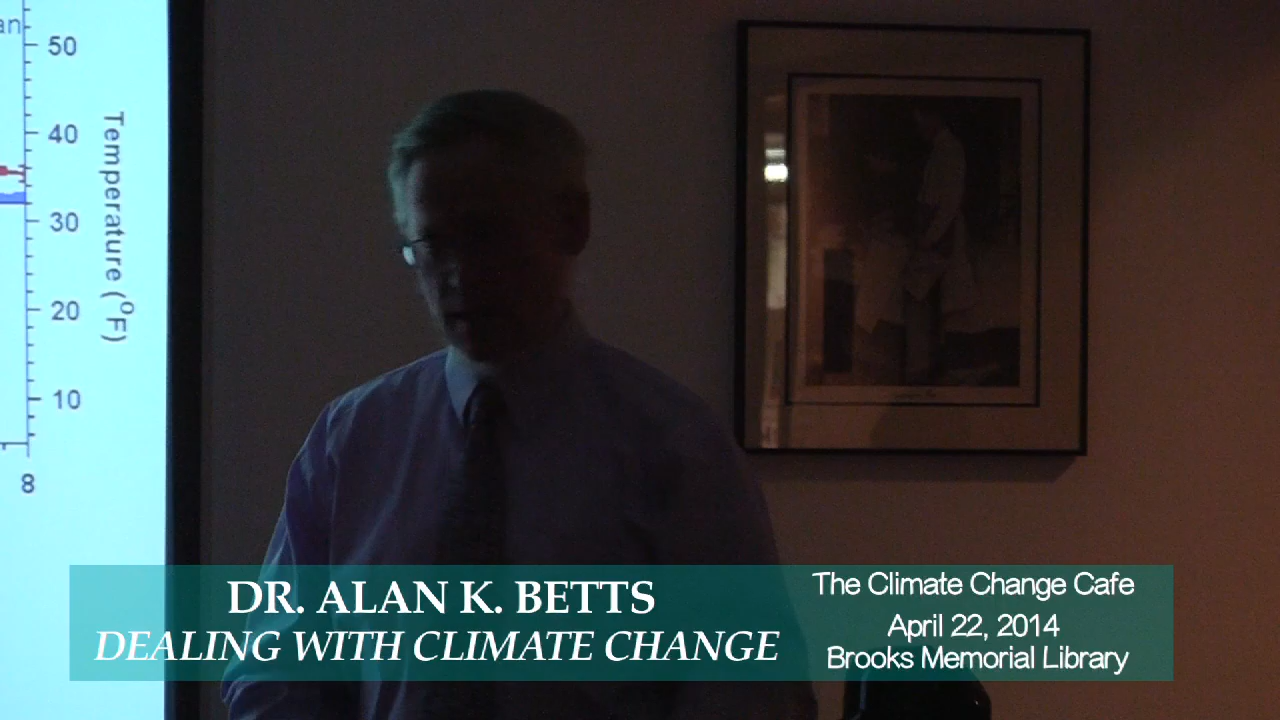 an
50
40
30
20
10
Temperature (°F)
8
DR. ALAN K. BETTS
DEALING WITH CLIMATE CHANGE
The Climate Change Cafe
April 22, 2014
Brooks Memorial Library